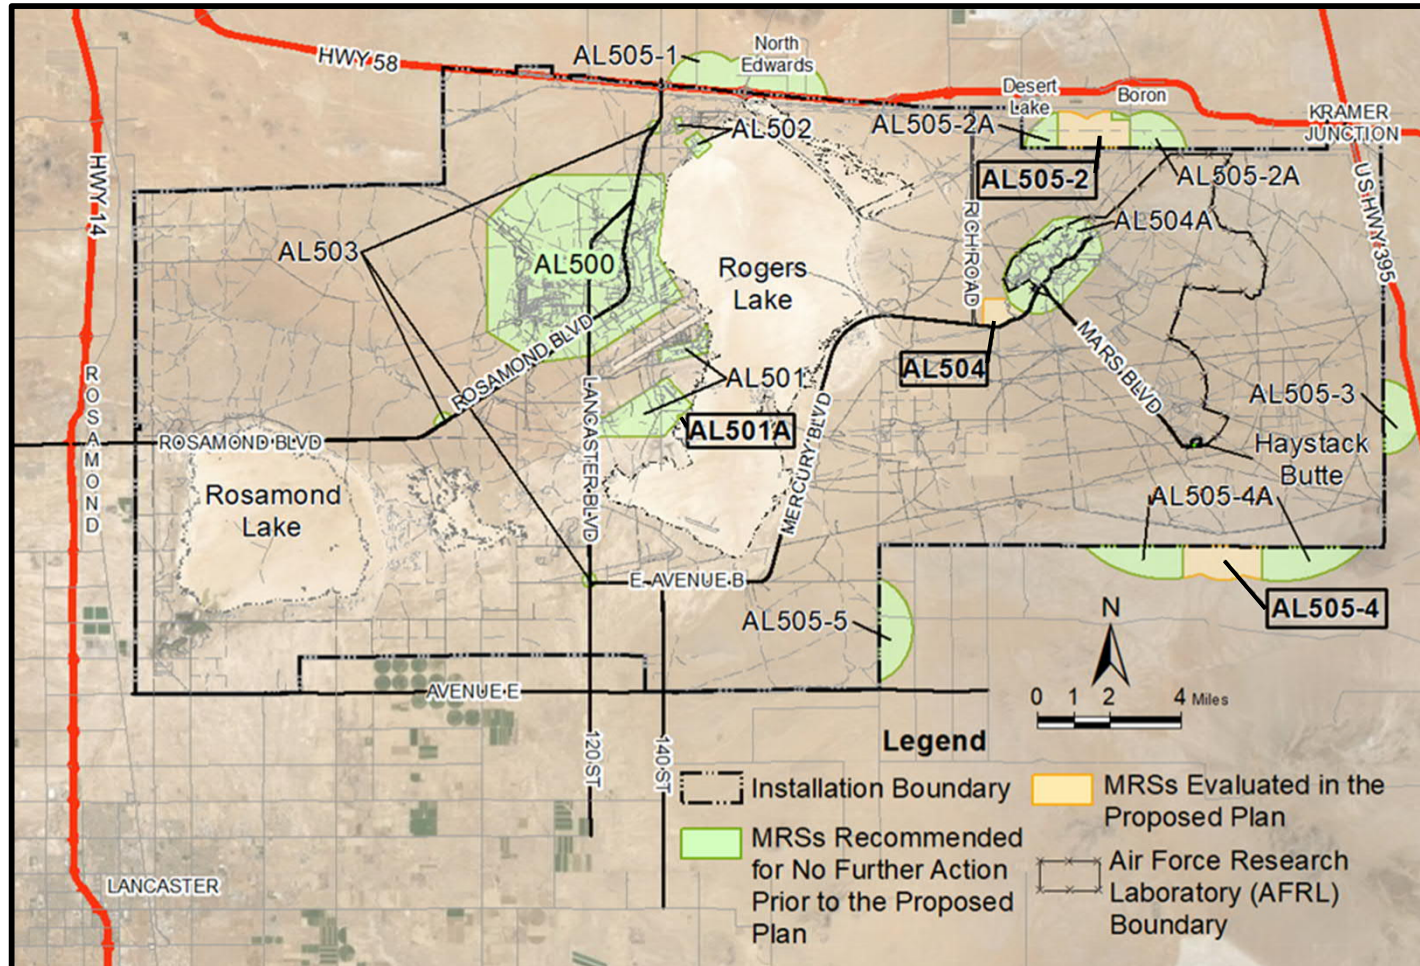 HWY 58
AL505-1
North
Edwards
Desert
Lake
Boron
KRAMER
JUNCTION
AL502
AL505-2A
AL505-2
AL505-2A
HWY 14
US HWY 395
RICH ROAD
AL504A
AL503
AL500
Rogers
Lake
MARS BLVD
ROSAMOND BLVD
AL504
AL501
LANCASTER BLVD
AL505-3
ROSAMOND
AL501A
MERCURY BLVD
ROSAMOND BLVD
Haystack
Butte
Rosamond
Lake
AL505-4A
E. AVENUE B
AL505-4
AL505-5
N
AVENUE E
0 1 2 4 Miles
120 ST
140 ST
LANCASTER
Legend
Installation Boundary
MRSs Recommended
for No Further Action
Prior to the Proposed
Plan
MRSs Evaluated in the
Proposed Plan
Air Force Research
Laboratory (AFRL)
Boundary